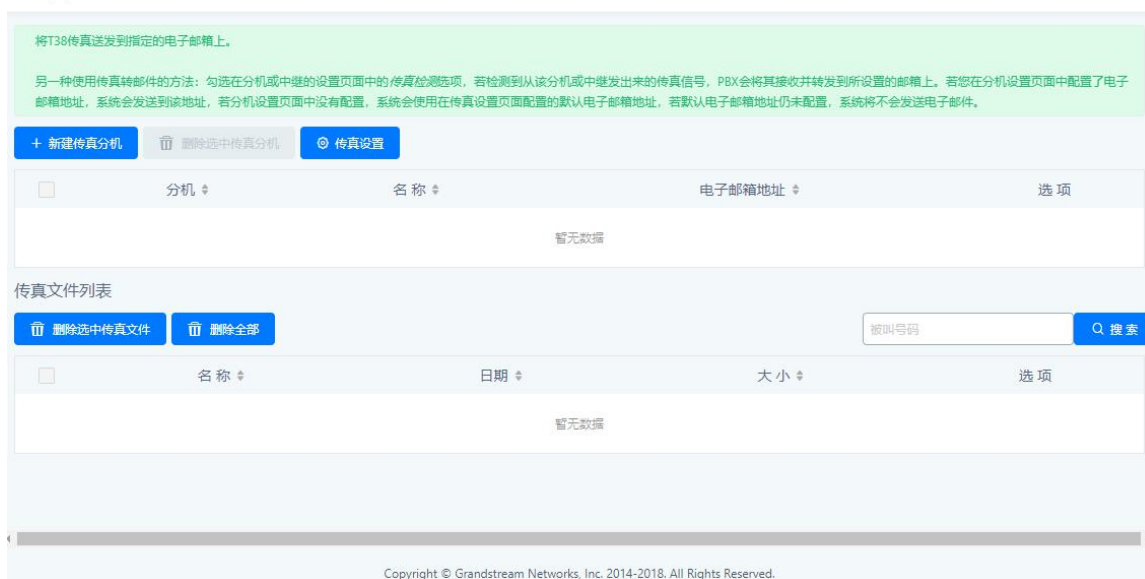 将T38传真送发到指定的电子邮箱上。
另一种使用传真转邮件的方法：勾选在分机或中继的设置页面中的传真检测选项，若检测到从该分机或中继发出来的传真信号，PBX会将其接收并转发到所设置的邮箱上。若您在分机设置页面中配置了电子
邮箱地址，系统会发送到该地址，若分机设置页面中没有配置，系统会使用在传真设置页面配置的默认电子邮箱地址，若默认电子邮箱地址仍未配置，系统将不会发送电子邮件。
+ 新建传真分机 删除选中传真分机 传真设置
分机 名称 电子邮箱地址 选项
暂无数据
传真文件列表
删除选中传真文件 删除全部 被叫号码 搜索
名称 日期 大小 选项
暂无数据
Copyright © Grandstream Networks, Inc. 2014-2018. All Rights Reserved.